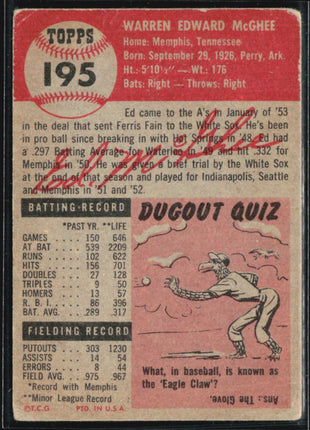 TOPPS
195
WARREN EDWARD McGHEE
Home: Memphis, Tennessee
Born: September 29, 1926, Perry, Ark.
Ht.: 5'10½"—Wt.: 176
Bats: Right — Throws: Right
Ed came to the A's in January of '53
in the deal that sent Ferris Fain to the White Sox. He's been
in pro ball since breaking in with Hot Springs in '48. Ed had
a .297 Batting Average for Waterloo in '49 and hit .332 for
Memphis in '50. He was given a brief trial by the White Sox
at the end of that season and played for Indianapolis, Seattle
and Memphis in '51 and '52.
Ed McGhee
BATTING RECORD
*PAST YR. **LIFE
GAMES 150 646
AT BAT 539 2209
RUNS 102 622
HITS 156 701
DOUBLES 27 128
TRIPLES 9 50
HOMERS 13 57
R. B. I. 86 396
BAT. AVG. .289 .317
FIELDING RECORD
PUTOUTS 303 1230
ASSISTS 14 54
ERRORS 8 44
FIELD AVG. .975 .967
*Record with Memphis
**Minor League Record
©T.C.G. PTD. IN U.S.A.
DUGOUT QUIZ
What, in baseball, is known as
the 'Eagle Claw'?
Ans.: The Glove.